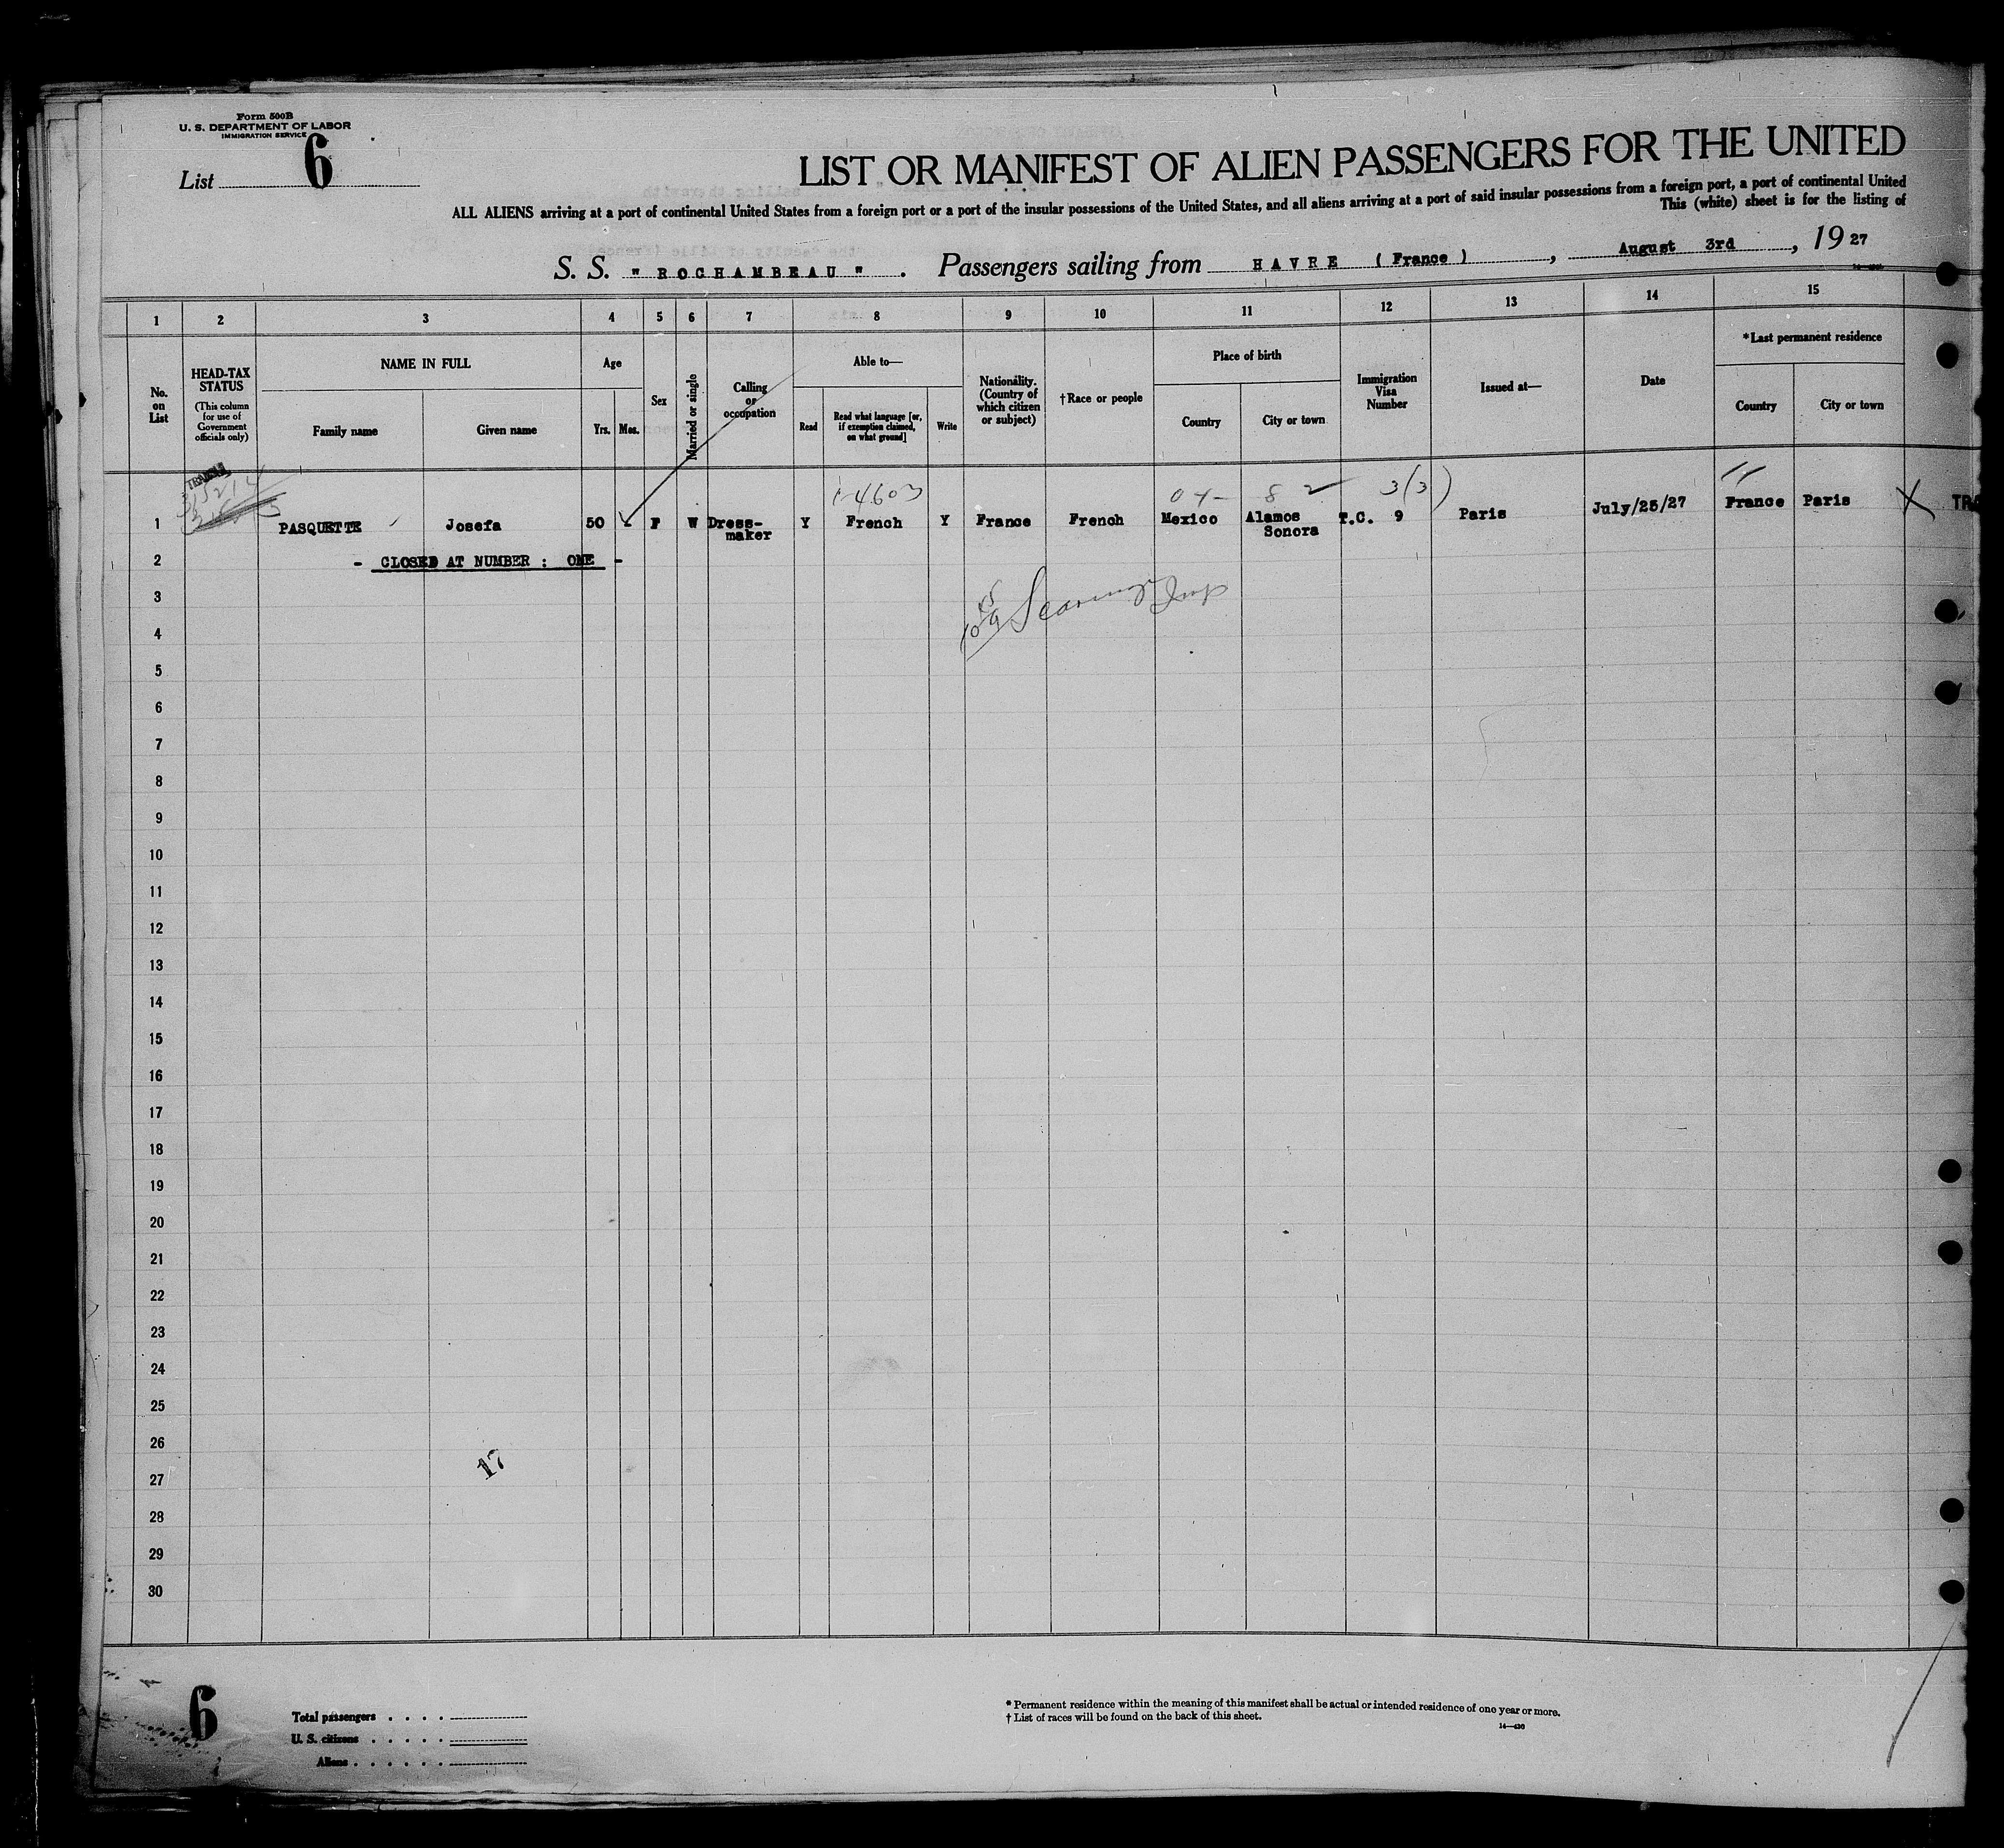 Form 500B
U. S. DEPARTMENT OF LABOR
IMMIGRATION SERVICE
List 6
LIST OR MANIFEST OF ALIEN PASSENGERS FOR THE UNITED
ALL ALIENS arriving at a port of continental United States from a foreign port or a port of the insular possessions of the United States, and all aliens arriving at a port of said insular possessions from a foreign port, a port of continental United
This (white) sheet is for the listing of
S. S. " ROCHAMBEAU " . Passengers sailing from HAVRE ( France ) , August 3rd , 19 27
1 2 3 4 5 6 7 8 9 10 11 12 13 14 15
No. on List
HEAD-TAX STATUS (This column for use of Government officials only)
NAME IN FULL
Family name
Given name
Age
Yrs.
Mos.
Sex
Married or single
Calling or occupation
Able to—
Read
Read what language [or, if exemption claimed, on what ground]
Write
Nationality. (Country of which citizen or subject)
†Race or people
Place of birth
Country
City or town
Immigration Visa Number
Issued at—
Date
*Last permanent residence
Country
City or town
04- 82 3(3)
1 PASQUETTE Josefa 50 F W Dress- Y French Y France French Mexico Alamos T.C. 9 Paris July/25/27 France Paris X TRA
maker Sonora
2 - CLOSED AT NUMBER : ONE -
3
4
5
6
7
8
9
10
11
12
13
14
15
16
17
18
19
20
21
22
23
24
25
26
17
27
28
29
30
6
Total passengers . . . .
U. S. citizens . . . . .
Aliens . . . . . .
* Permanent residence within the meaning of this manifest shall be actual or intended residence of one year or more.
† List of races will be found on the back of this sheet.
14—430